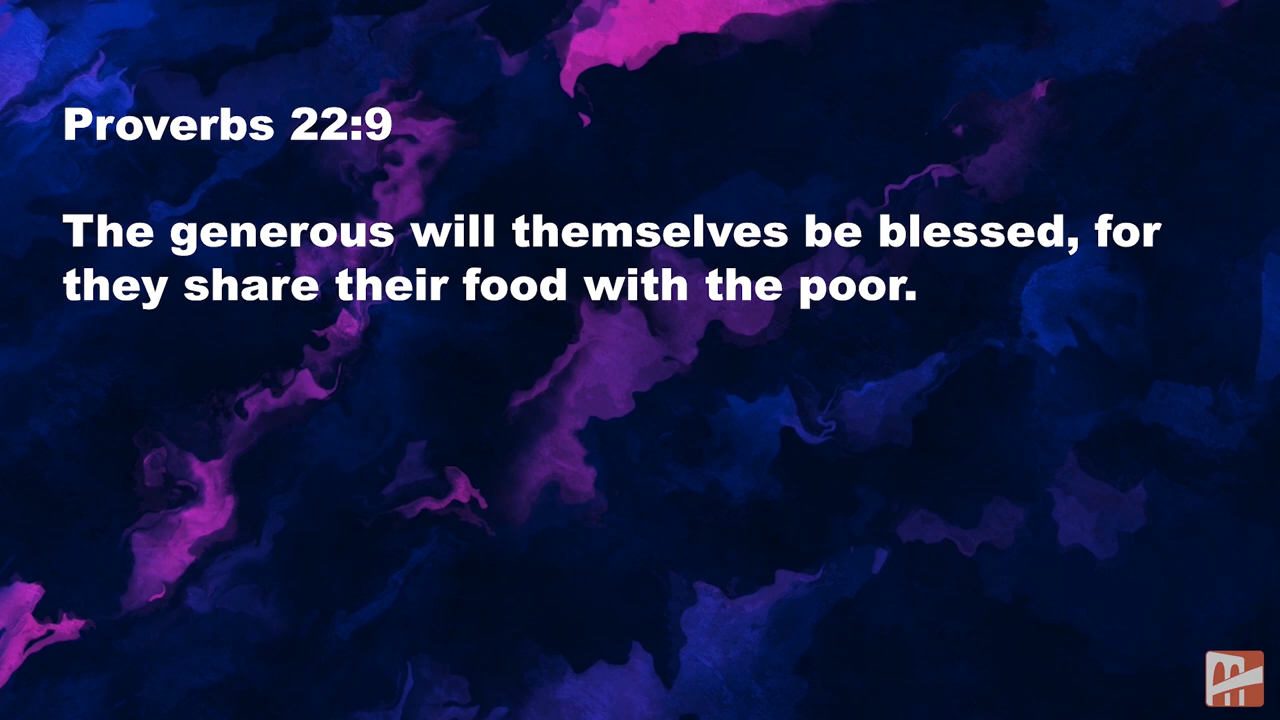 Proverbs 22:9
The generous will themselves be blessed, for
they share their food with the poor.